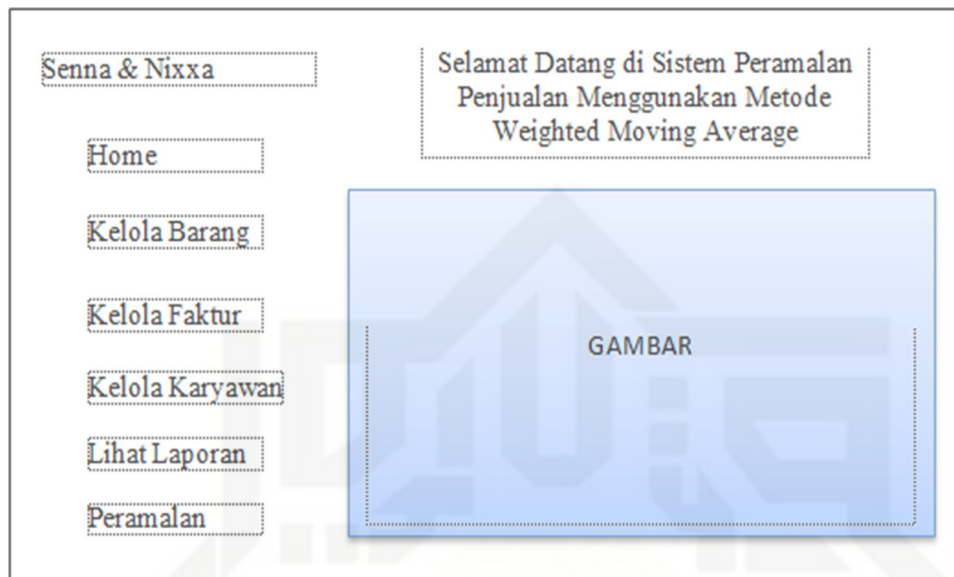 Senna & Nixxa
Selamat Datang di Sistem Peramalan
Penjualan Menggunakan Metode
Weighted Moving Average
Home
Kelola Barang
Kelola Faktur
Kelola Karyawan
Lihat Laporan
Peramalan
GAMBAR